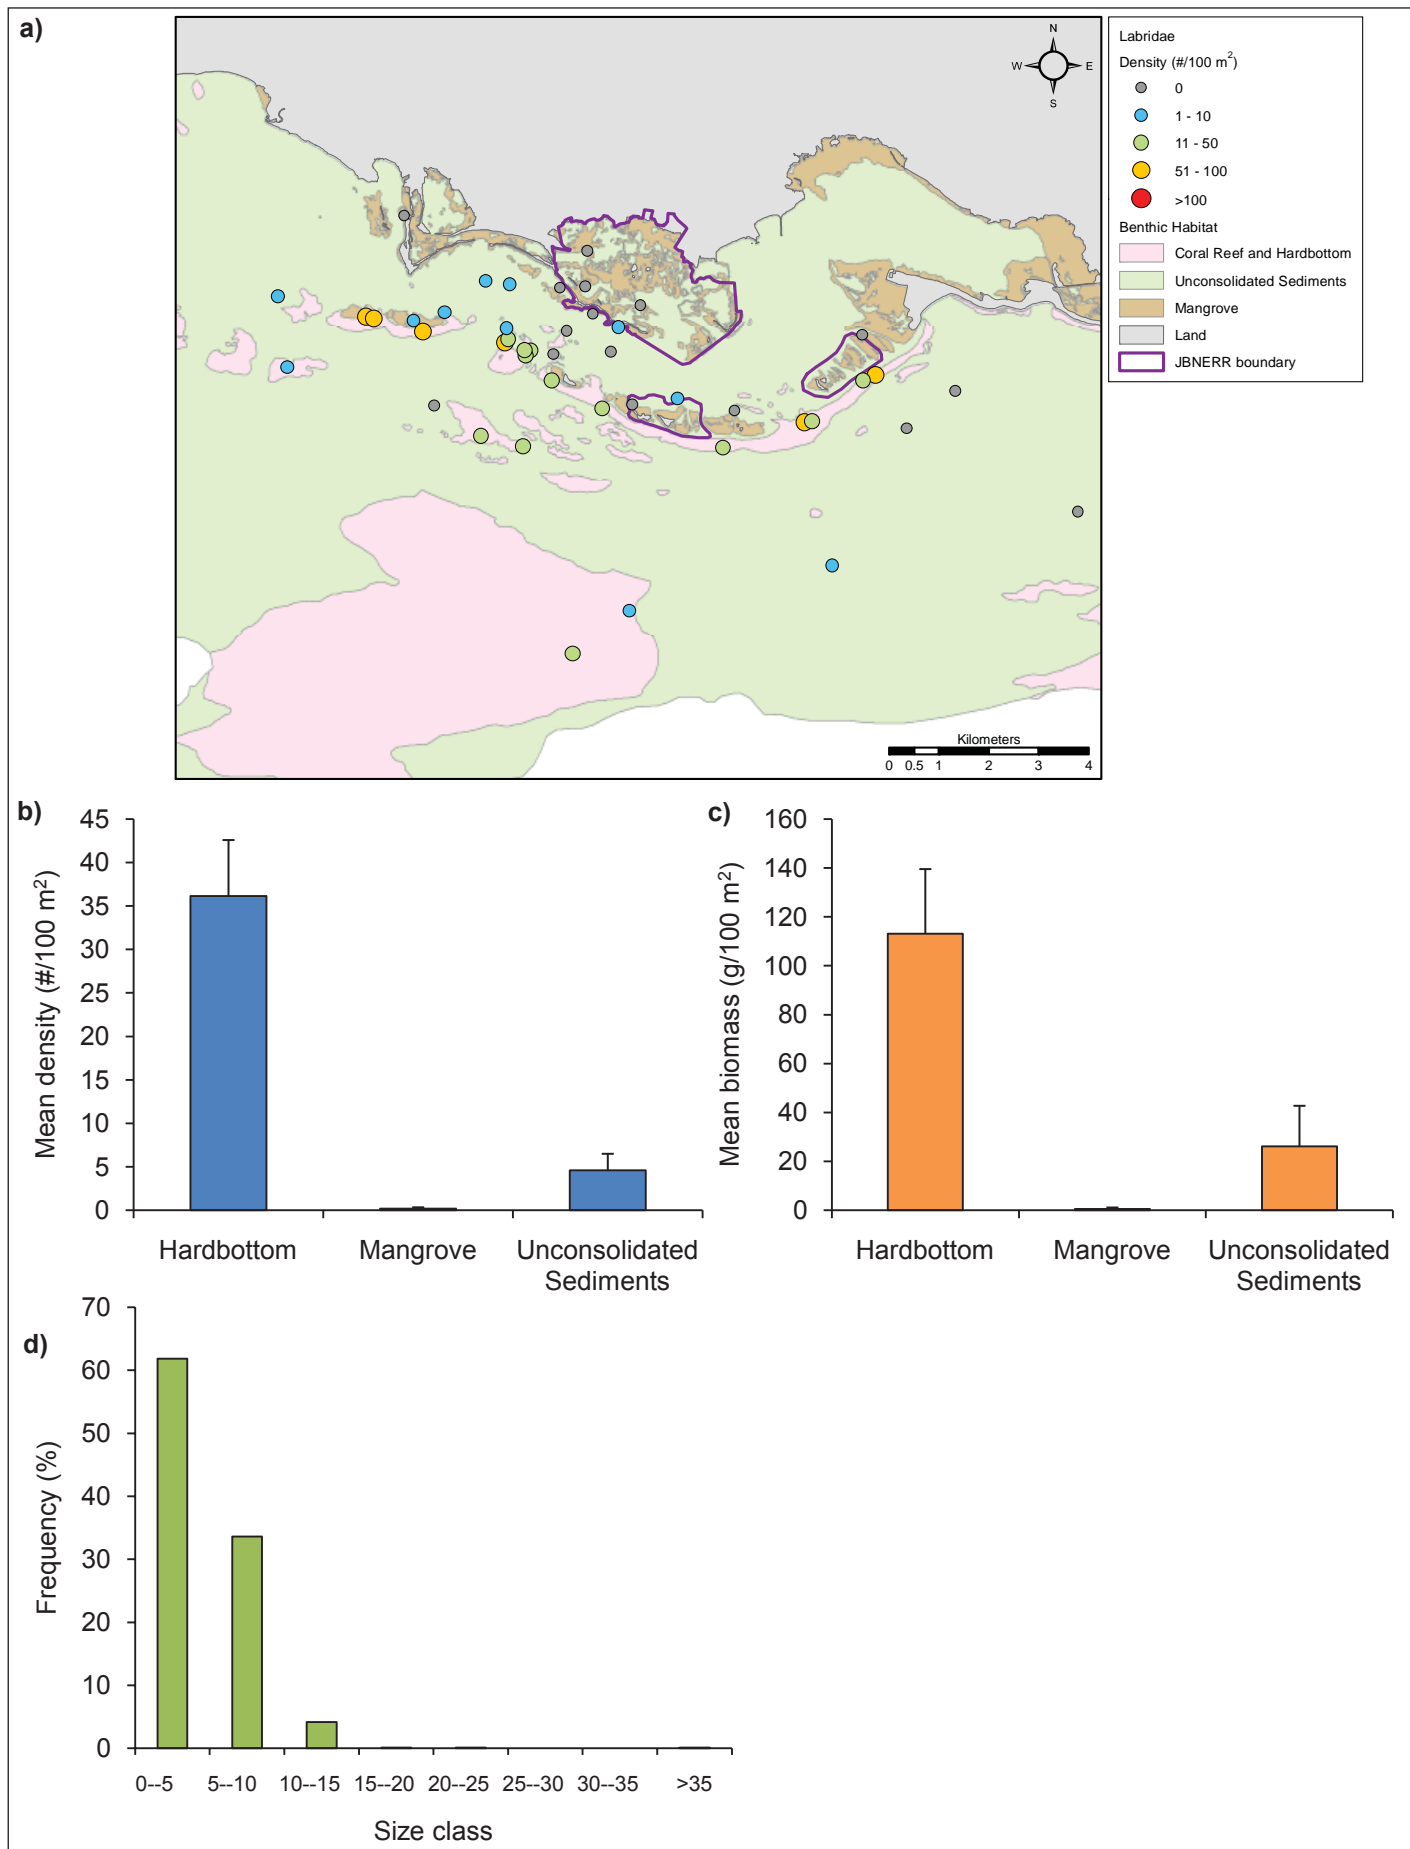 a)
N
W E
S
Labridae
Density (#/100 m²)
0
1 - 10
11 - 50
51 - 100
>100
Benthic Habitat
Coral Reef and Hardbottom
Unconsolidated Sediments
Mangrove
Land
JBNERR boundary
Kilometers
0 0.5 1 2 3 4
b)
Mean density (#/100 m²)
45
40
35
30
25
20
15
10
5
0
Hardbottom Mangrove Unconsolidated
Sediments
c)
Mean biomass (g/100 m²)
160
140
120
100
80
60
40
20
0
Hardbottom Mangrove Unconsolidated
Sediments
d)
Frequency (%)
70
60
50
40
30
20
10
0
0--5 5--10 10--15 15--20 20--25 25--30 30--35 >35
Size class